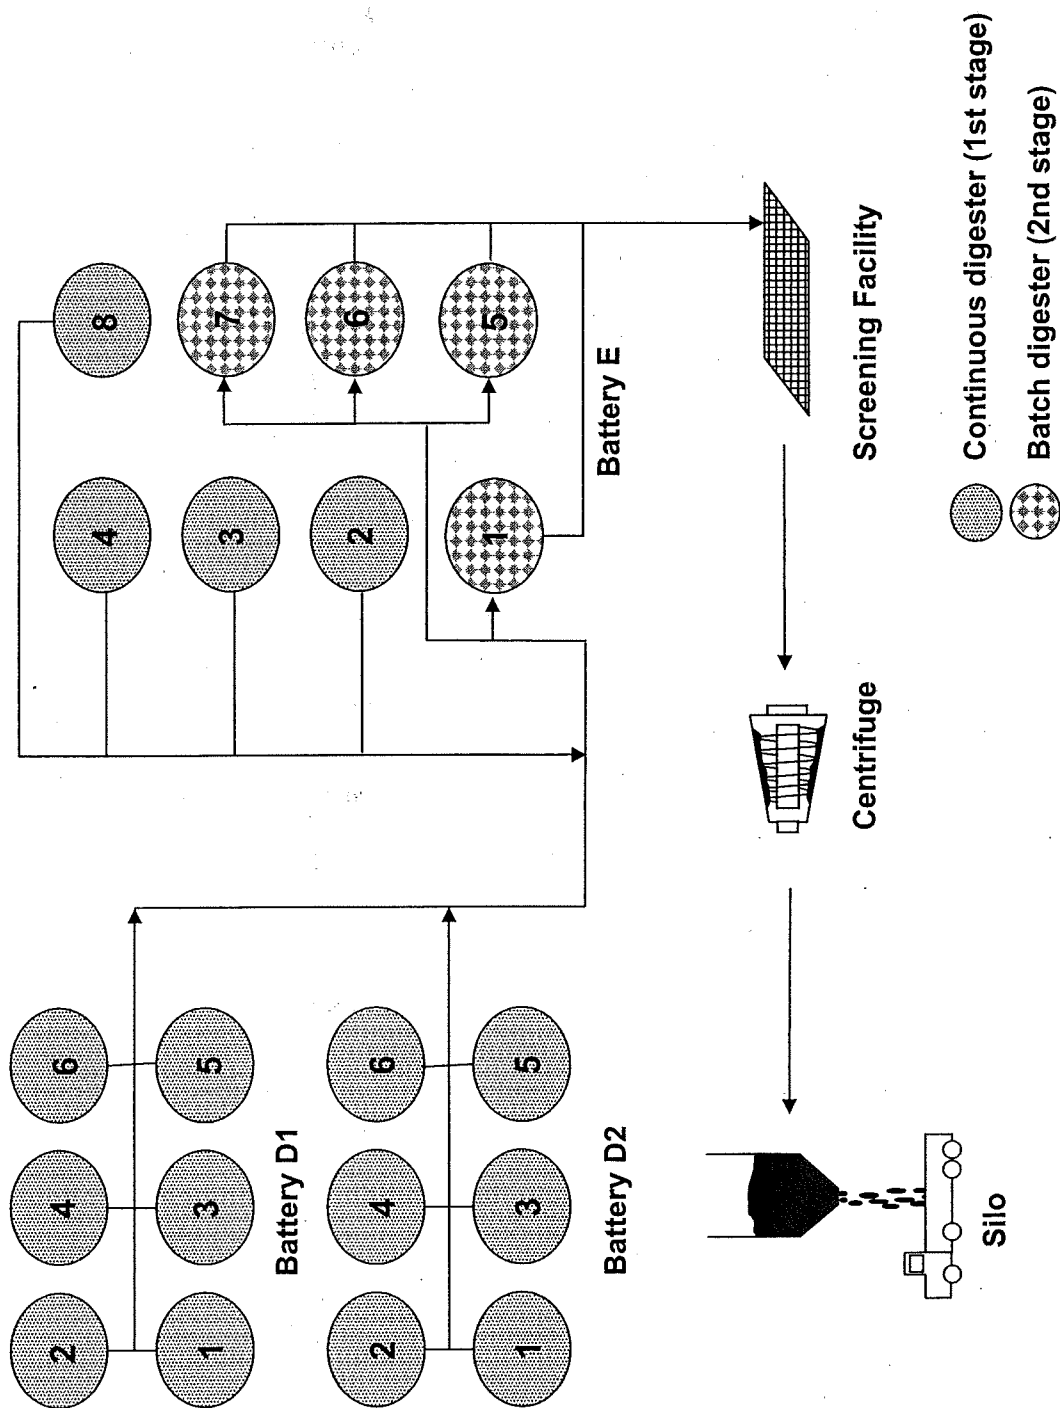 2 4 6 4 8
1 3 5 3 7
Battery D1
2 4 6 2 6
1 3 5 1 5
Battery D2 Battery E
Centrifuge Screening Facility
Silo
Continuous digester (1st stage)
Batch digester (2nd stage)